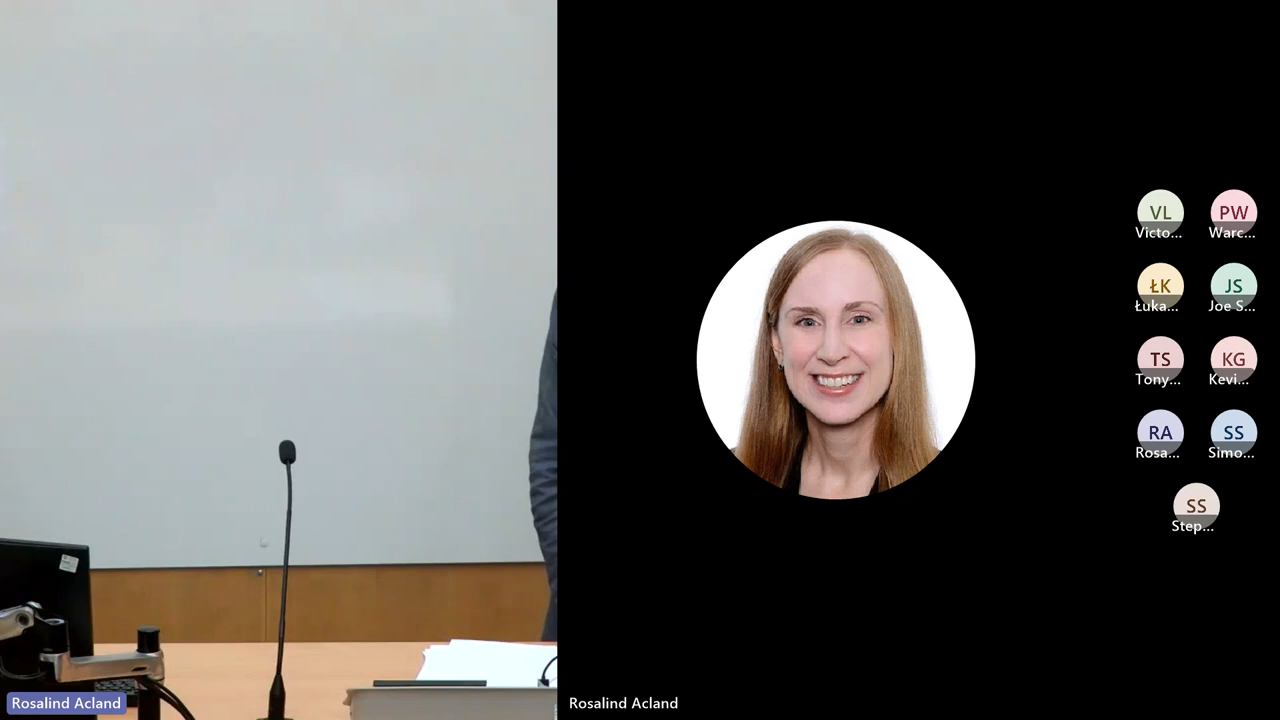 VL
PW
Victo...
Warc...
ŁK
JS
Łuka...
Joe S...
TS
KG
Tony...
Kevi...
RA
SS
Rosa...
Simo...
SS
Step...
Rosalind Acland
Rosalind Acland